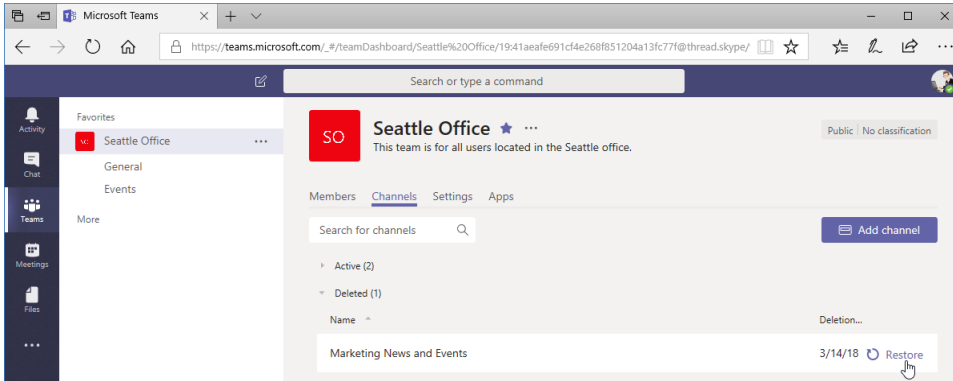 Microsoft Teams
https://teams.microsoft.com/_#/teamDashboard/Seattle%20Office/19:41aeafe691cf4e268f851204a13fc77f@thread.skype/
Search or type a command
Activity
Chat
Teams
Meetings
Files
Favorites
Seattle Office
General
Events
More
SO
Seattle Office
This team is for all users located in the Seattle office.
Public No classification
Members Channels Settings Apps
Search for channels
Add channel
Active (2)
Deleted (1)
Name Deletion...
Marketing News and Events 3/14/18 Restore